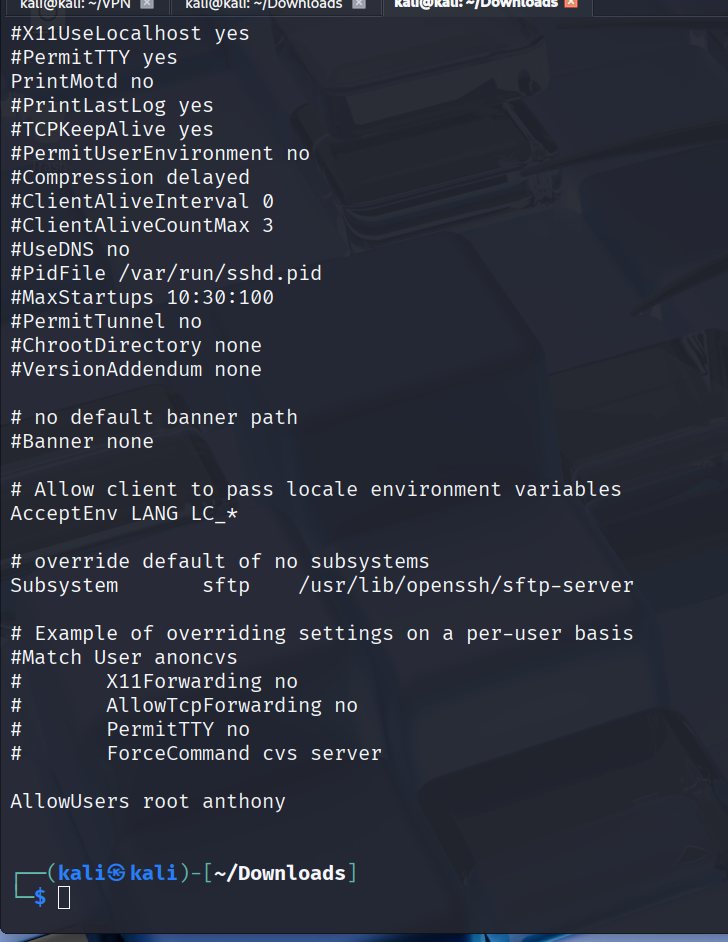 kali@kali: ~/VPN
kali@kali: ~/Downloads
kali@kali: ~/Downloads
#X11UseLocalhost yes
#PermitTTY yes
PrintMotd no
#PrintLastLog yes
#TCPKeepAlive yes
#PermitUserEnvironment no
#Compression delayed
#ClientAliveInterval 0
#ClientAliveCountMax 3
#UseDNS no
#PidFile /var/run/sshd.pid
#MaxStartups 10:30:100
#PermitTunnel no
#ChrootDirectory none
#VersionAddendum none

# no default banner path
#Banner none

# Allow client to pass locale environment variables
AcceptEnv LANG LC_*

# override default of no subsystems
Subsystem       sftp    /usr/lib/openssh/sftp-server

# Example of overriding settings on a per-user basis
#Match User anoncvs
#       X11Forwarding no
#       AllowTcpForwarding no
#       PermitTTY no
#       ForceCommand cvs server

AllowUsers root anthony

┌──(kali㉿kali)-[~/Downloads]
└─$